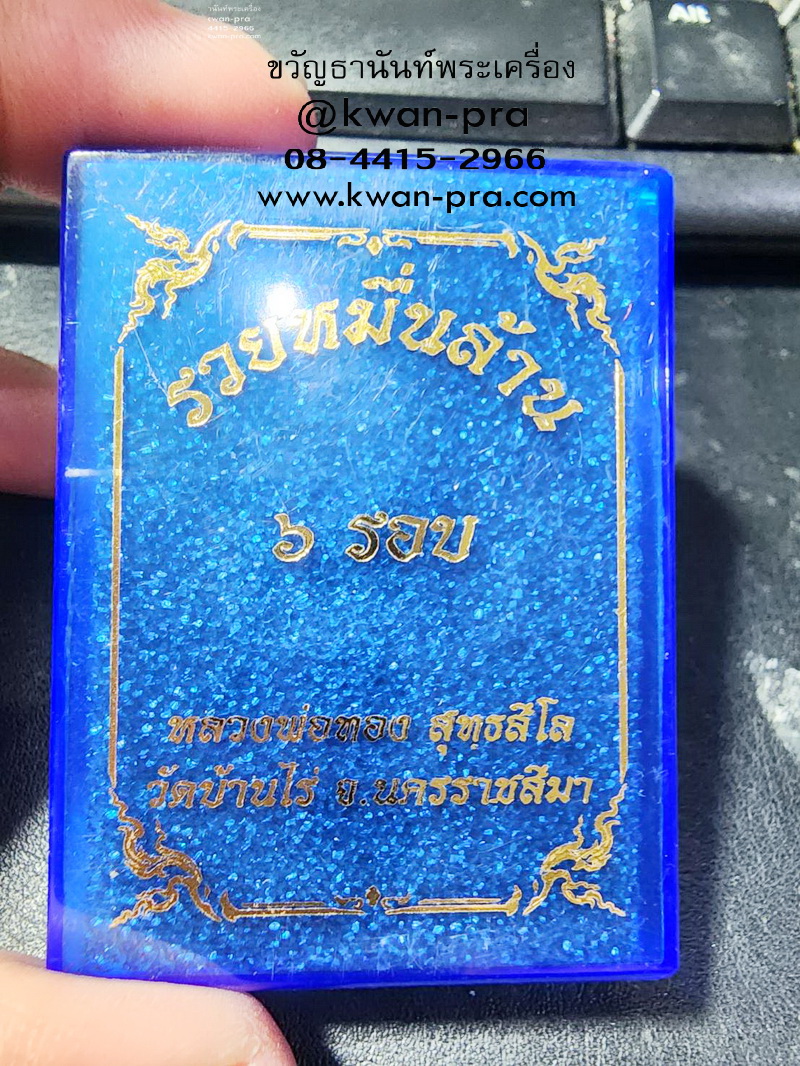 ขวัญธานันท์พระเครื่อง
@kwan-pra
08-4415-2966
www.kwan-pra.com
Alt
รวยหมื่นล้าน
๖ รอบ
หลวงพ่อทอง สุทฺธสีโล
วัดบ้านไร่ จ.นครราชสีมา